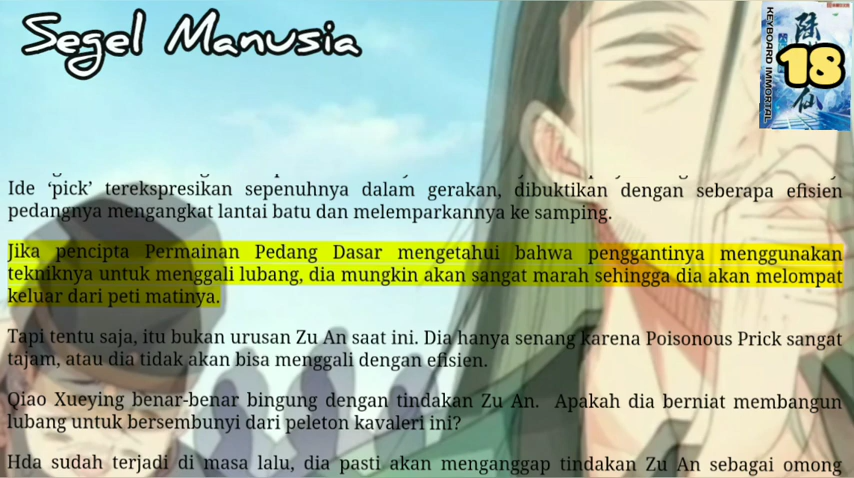 Segel Manusia
KEYBOARD IMMORTAL
18
Ide ‘pick’ terekspresikan sepenuhnya dalam gerakan, dibuktikan dengan seberapa efisien
pedangnya mengangkat lantai batu dan melemparkannya ke samping.
Jika pencipta Permainan Pedang Dasar mengetahui bahwa penggantinya menggunakan
tekniknya untuk menggali lubang, dia mungkin akan sangat marah sehingga dia akan melompat
keluar dari peti matinya.
Tapi tentu saja, itu bukan urusan Zu An saat ini. Dia hanya senang karena Poisonous Prick sangat
tajam, atau dia tidak akan bisa menggali dengan efisien.
Qiao Xueying benar-benar bingung dengan tindakan Zu An. Apakah dia berniat membangun
lubang untuk bersembunyi dari peleton kavaleri ini?
Hda sudah terjadi di masa lalu, dia pasti akan menganggap tindakan Zu An sebagai omong